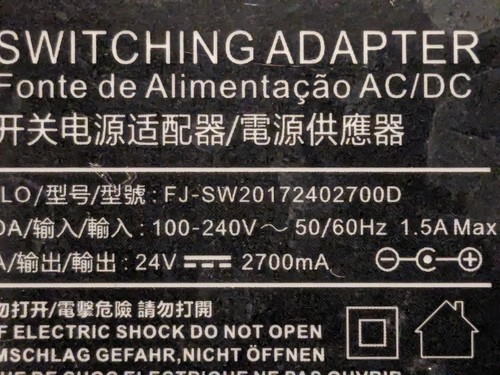 SWITCHING ADAPTER
Fonte de Alimentação AC/DC
开关电源适配器/電源供應器
LO/型号/型號 : FJ-SW20172402700D
DA/输入/輸入 : 100-240V～ 50/60Hz 1.5A Max
A/输出/輸出 : 24V 2700mA
勿打开/電擊危險 請勿打開
F ELECTRIC SHOCK DO NOT OPEN
MSCHLAG GEFAHR,NICHT ÖFFNEN